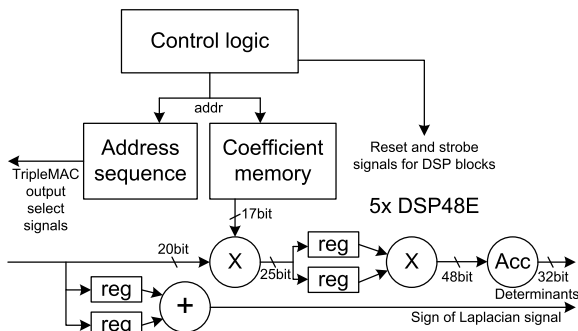 Control logic
addr
Address
sequence
Coefficient
memory
Reset and strobe
signals for DSP blocks
TripleMAC
output
select
signals
17bit
5x DSP48E
20bit
X
25bit
reg
reg
X
48bit
Acc
32bit
Determinants
reg
+
Sign of Laplacian signal
reg